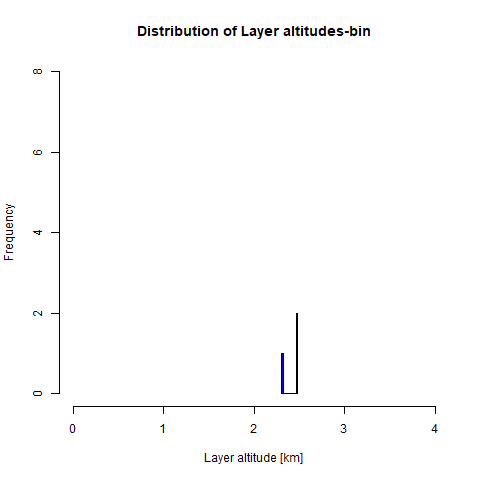 Distribution of Layer altitudes-bin
Frequency
8
6
4
2
0
0 1 2 3 4
Layer altitude [km]